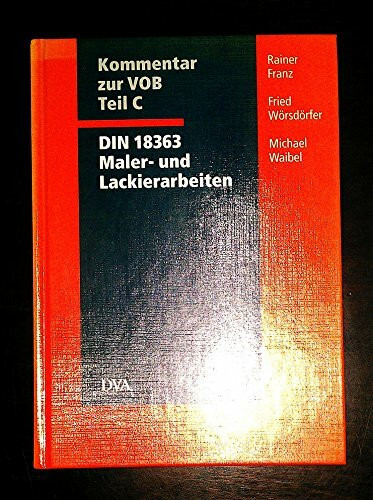 Kommentar
zur VOB
Teil C
DIN 18363
Maler- und
Lackierarbeiten
Rainer
Franz
Fried
Wörsdörfer
Michael
Waibel
DVA